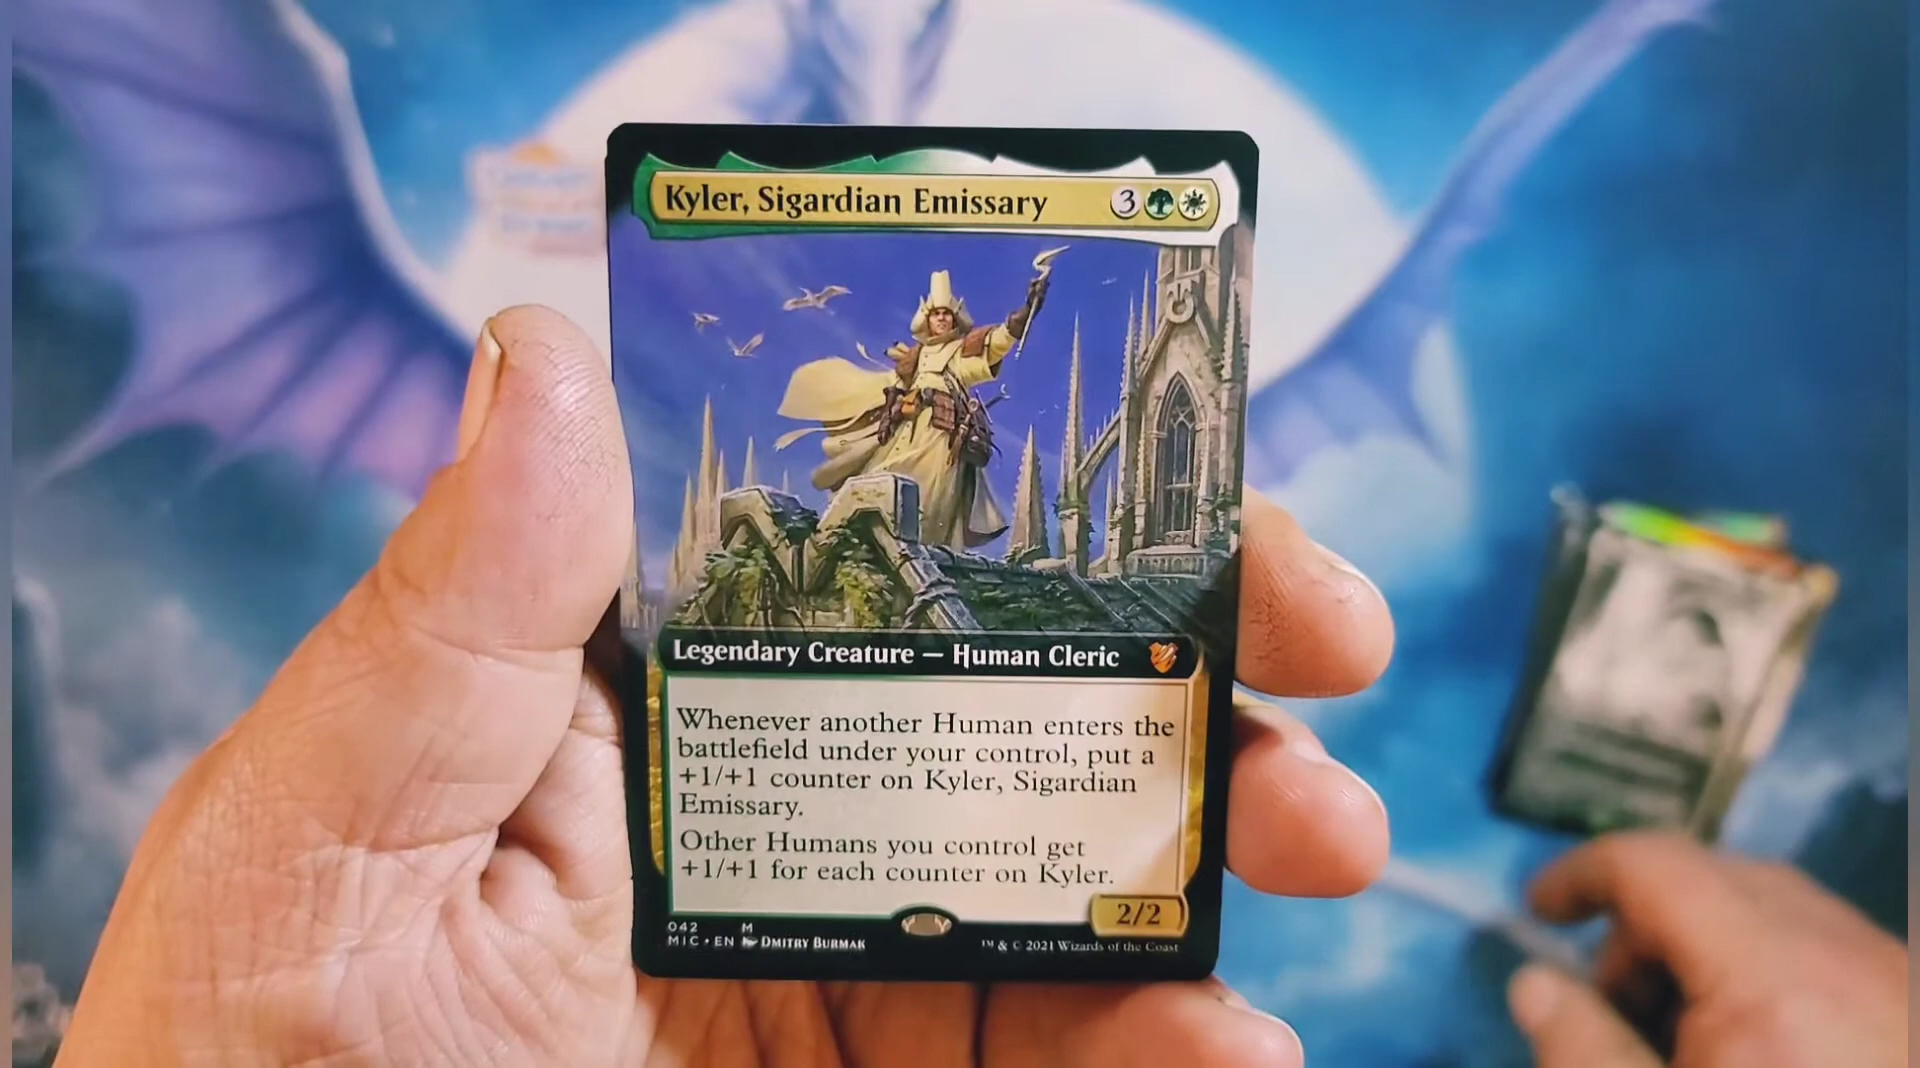 Kyler, Sigardian Emissary 3
Legendary Creature — Human Cleric
Whenever another Human enters the
battlefield under your control, put a
+1/+1 counter on Kyler, Sigardian
Emissary.
Other Humans you control get
+1/+1 for each counter on Kyler.
2/2
042 M
MIC • EN Dmitry Burmak ™ & © 2021 Wizards of the Coast